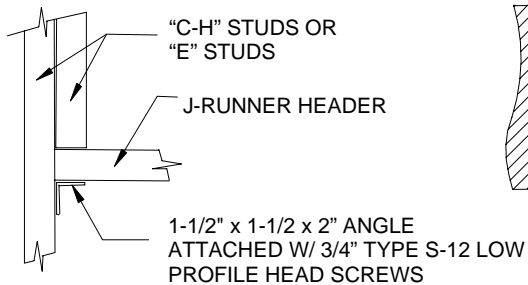 “C-H” STUDS OR
“E” STUDS
J-RUNNER HEADER
1-1/2" x 1-1/2 x 2” ANGLE
ATTACHED W/ 3/4” TYPE S-12 LOW
PROFILE HEAD SCREWS